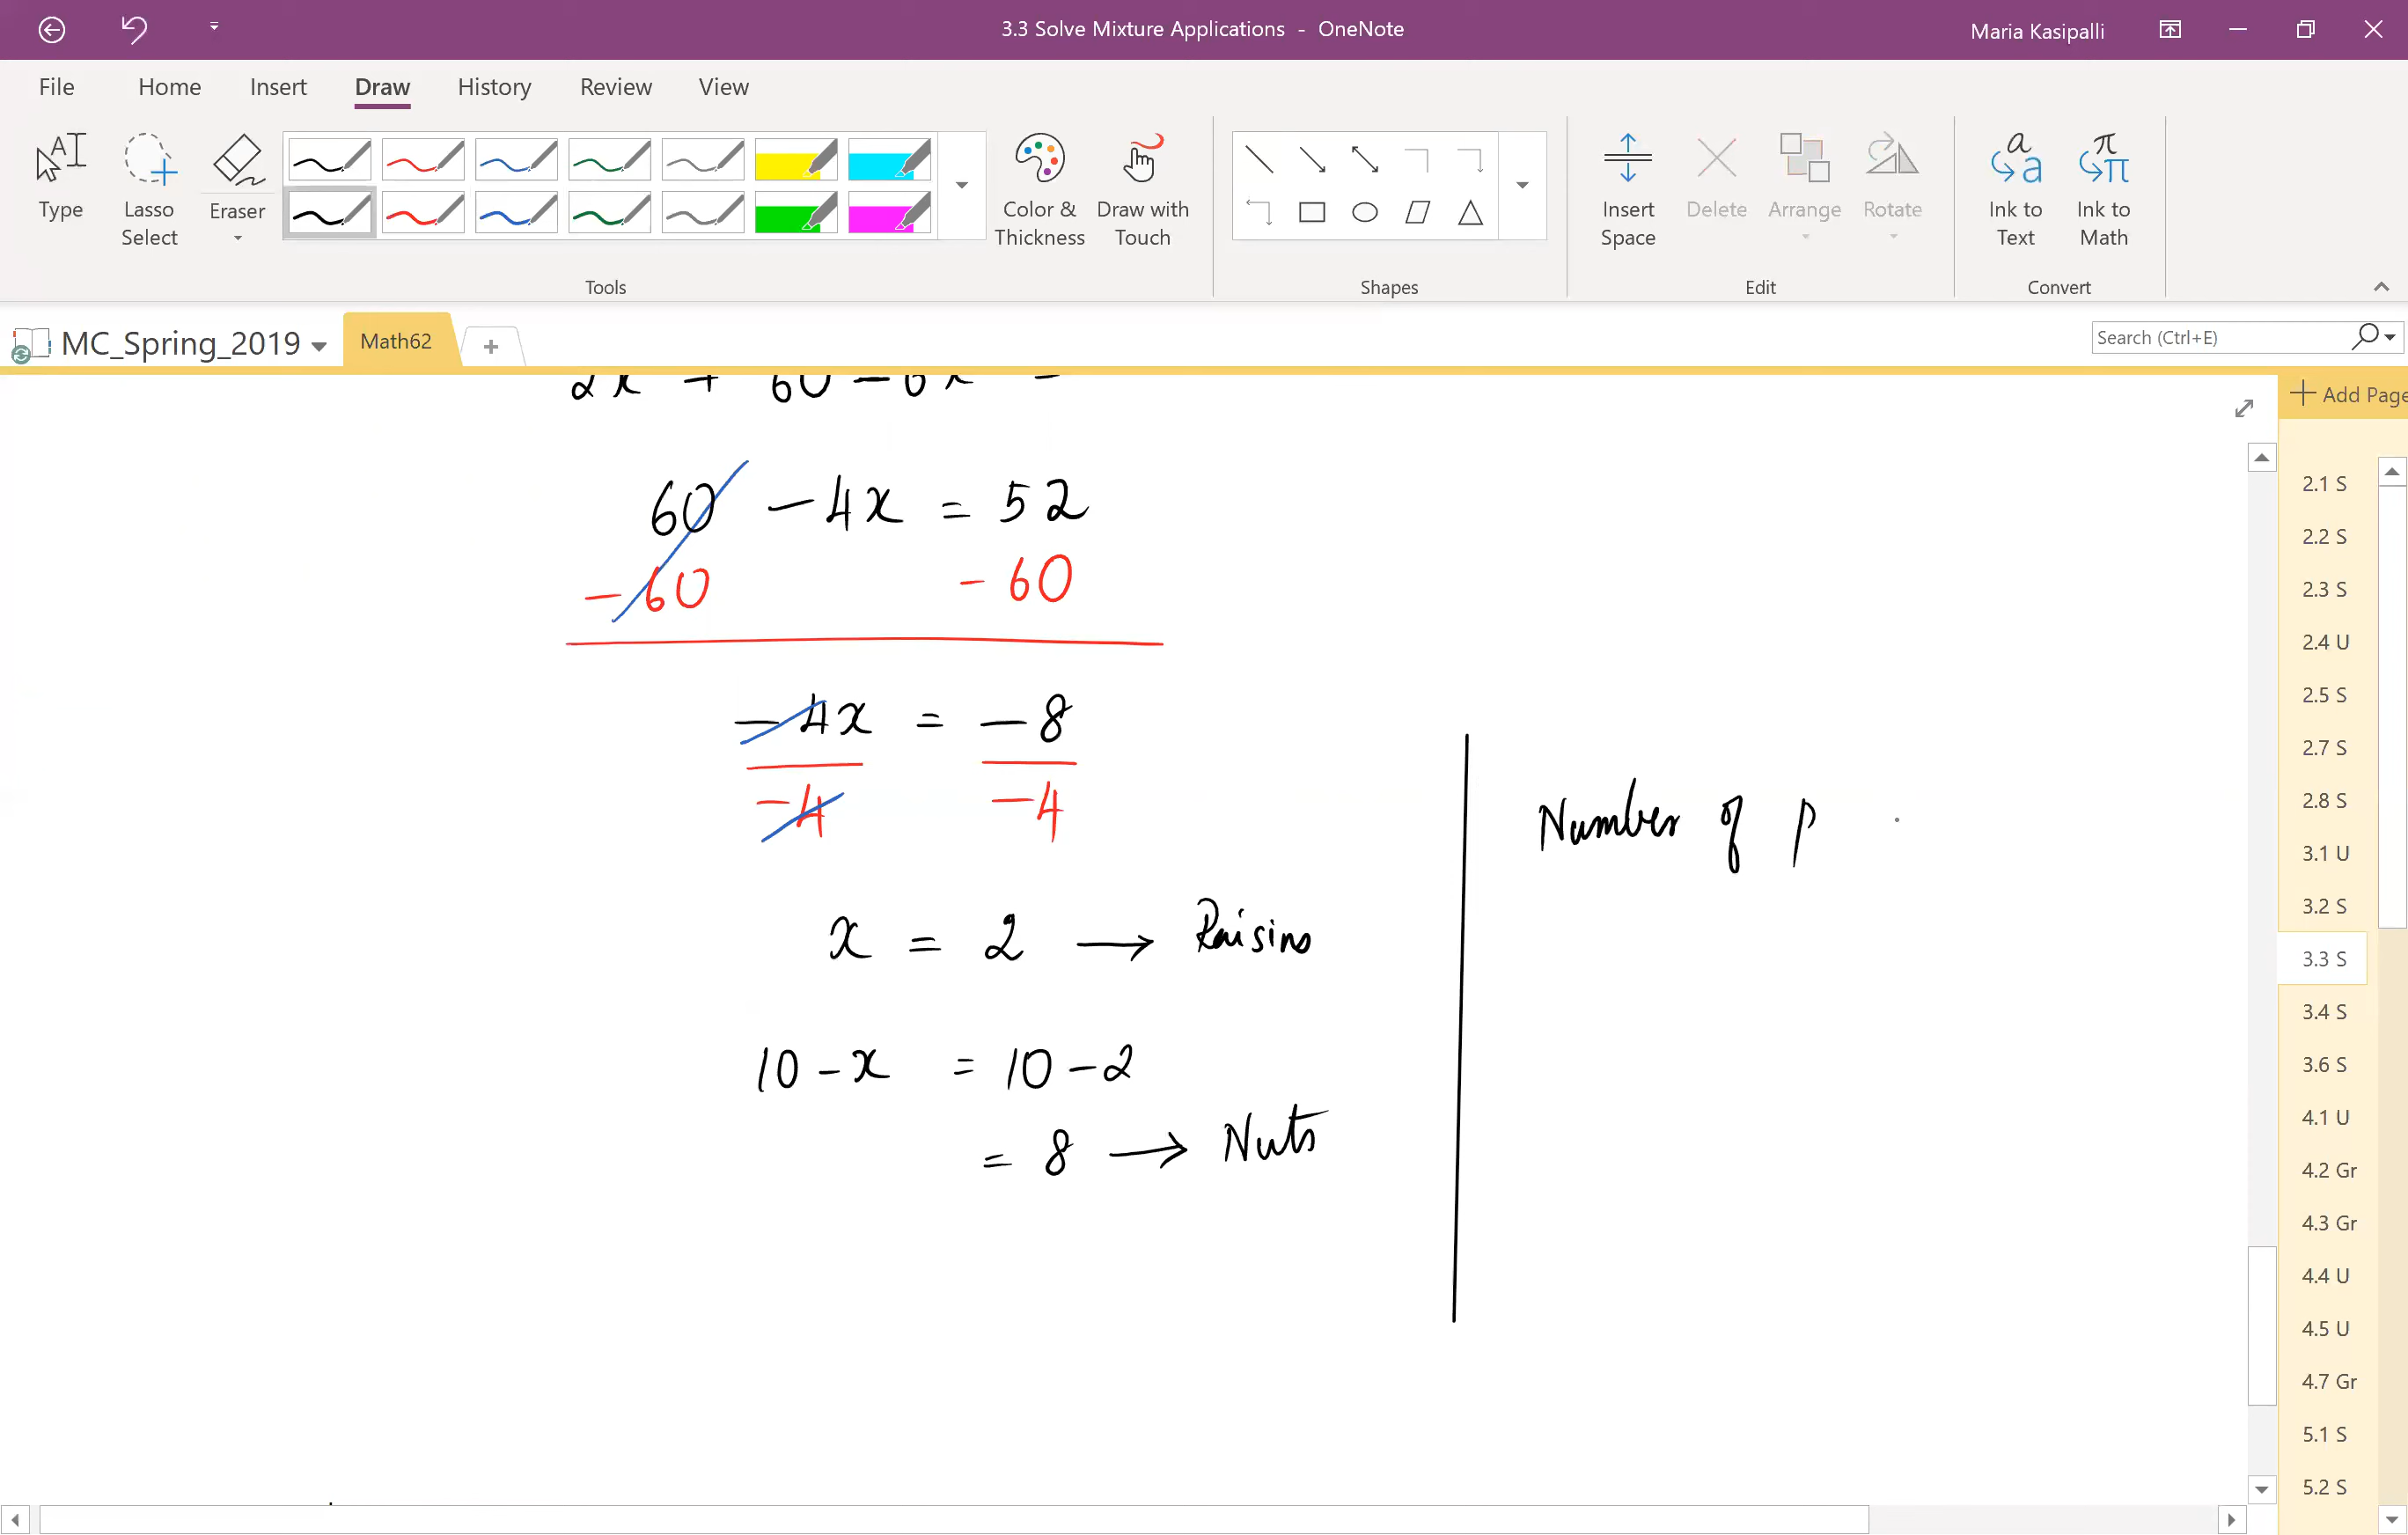 3.3 Solve Mixture Applications - OneNote
Maria Kasipalli
File Home Insert Draw History Review View
Type
Lasso Select
Eraser
Color & Thickness
Draw with Touch
Insert Space
Delete
Arrange
Rotate
Ink to Text
Ink to Math
Tools
Shapes
Edit
Convert
MC_Spring_2019
Math62
Search (Ctrl+E)
Add Page
2x + 60 - 6x =
60 - 4x = 52
- 60 - 60
- 4x = - 8
- 4 - 4
x = 2 → Raisins
10 - x = 10 - 2
= 8 → Nuts
Number of p
2.1 S
2.2 S
2.3 S
2.4 U
2.5 S
2.7 S
2.8 S
3.1 U
3.2 S
3.3 S
3.4 S
3.6 S
4.1 U
4.2 Gr
4.3 Gr
4.4 U
4.5 U
4.7 Gr
5.1 S
5.2 S